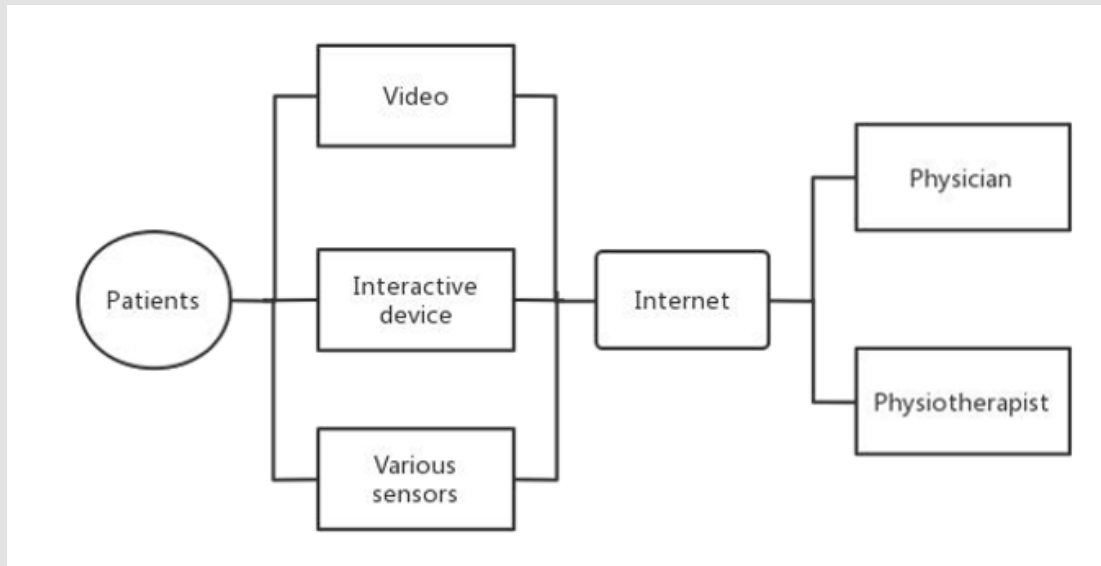 Patients
Video
Interactive
device
Various
sensors
Internet
Physician
Physiotherapist